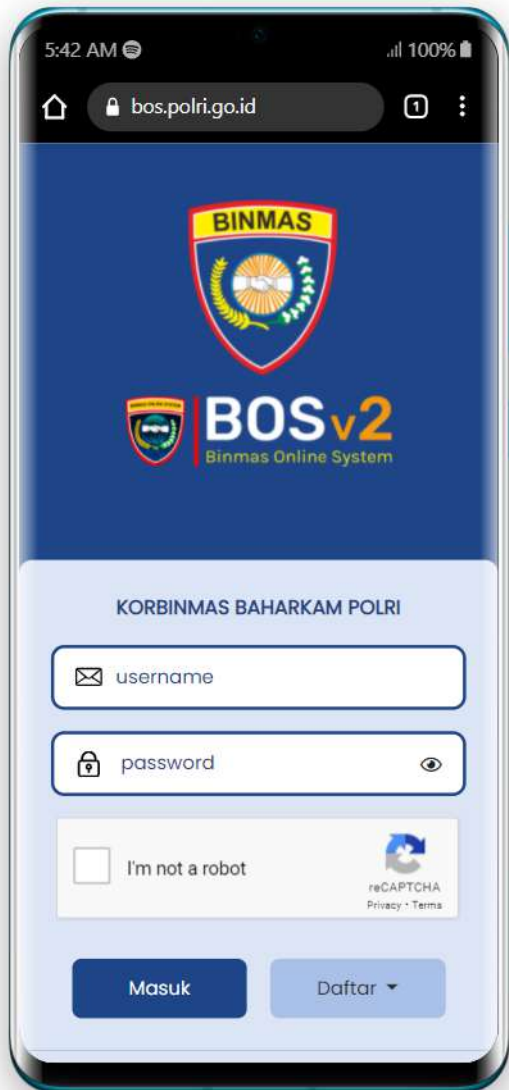 5:42 AM
100%
bos.polri.go.id
1
BINMAS
BOSv2
Binmas Online System
KORBINMAS BAHARKAM POLRI
username
password
I'm not a robot
reCAPTCHA
Privacy • Terms
Masuk
Daftar